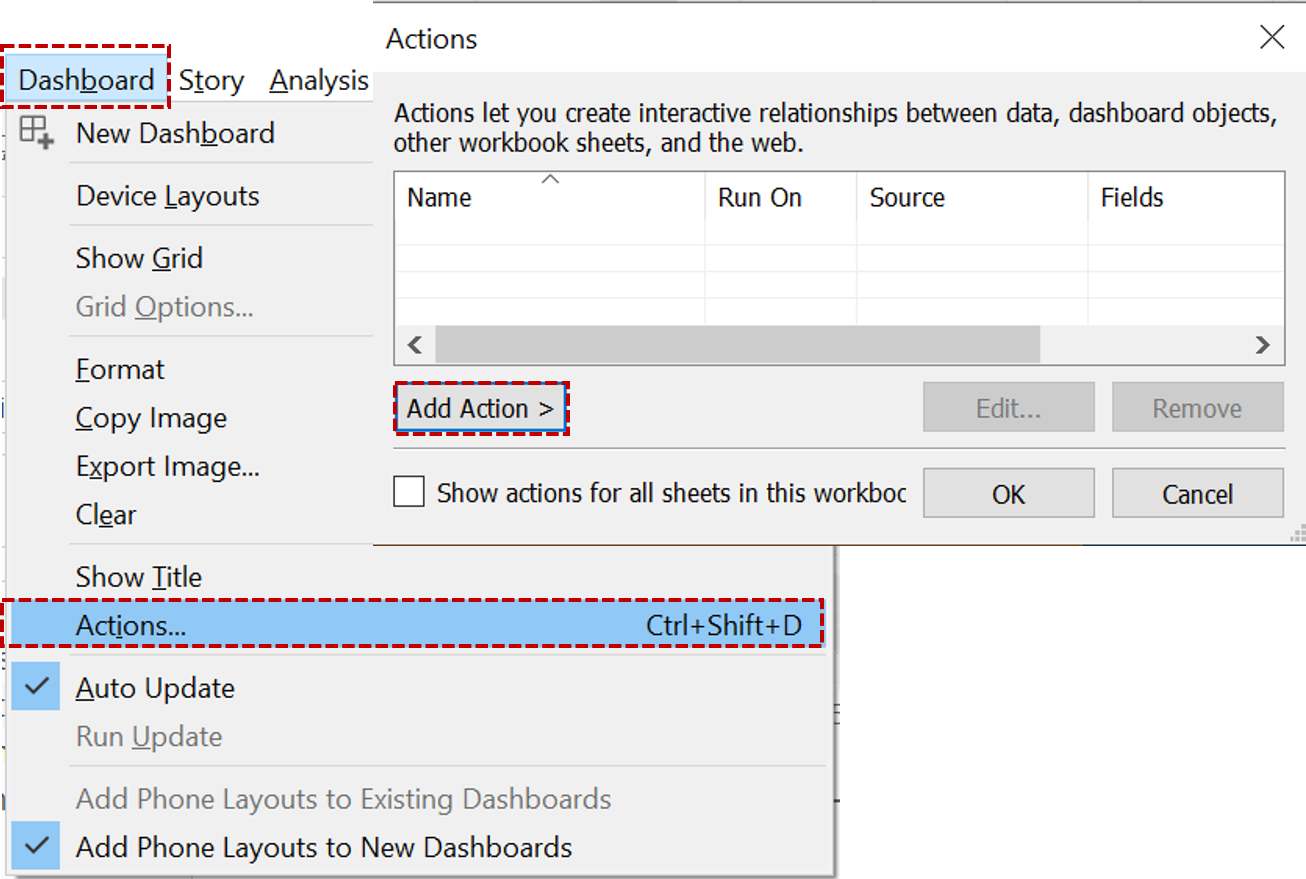 Dashboard Story Analysis
New Dashboard
Device Layouts
Show Grid
Grid Options...
Format
Copy Image
Export Image...
Clear
Show Title
Actions... Ctrl+Shift+D
Auto Update
Run Update
Add Phone Layouts to Existing Dashboards
Add Phone Layouts to New Dashboards
Actions
Actions let you create interactive relationships between data, dashboard objects,
other workbook sheets, and the web.
Name Run On Source Fields
Add Action > Edit... Remove
Show actions for all sheets in this workboo OK Cancel